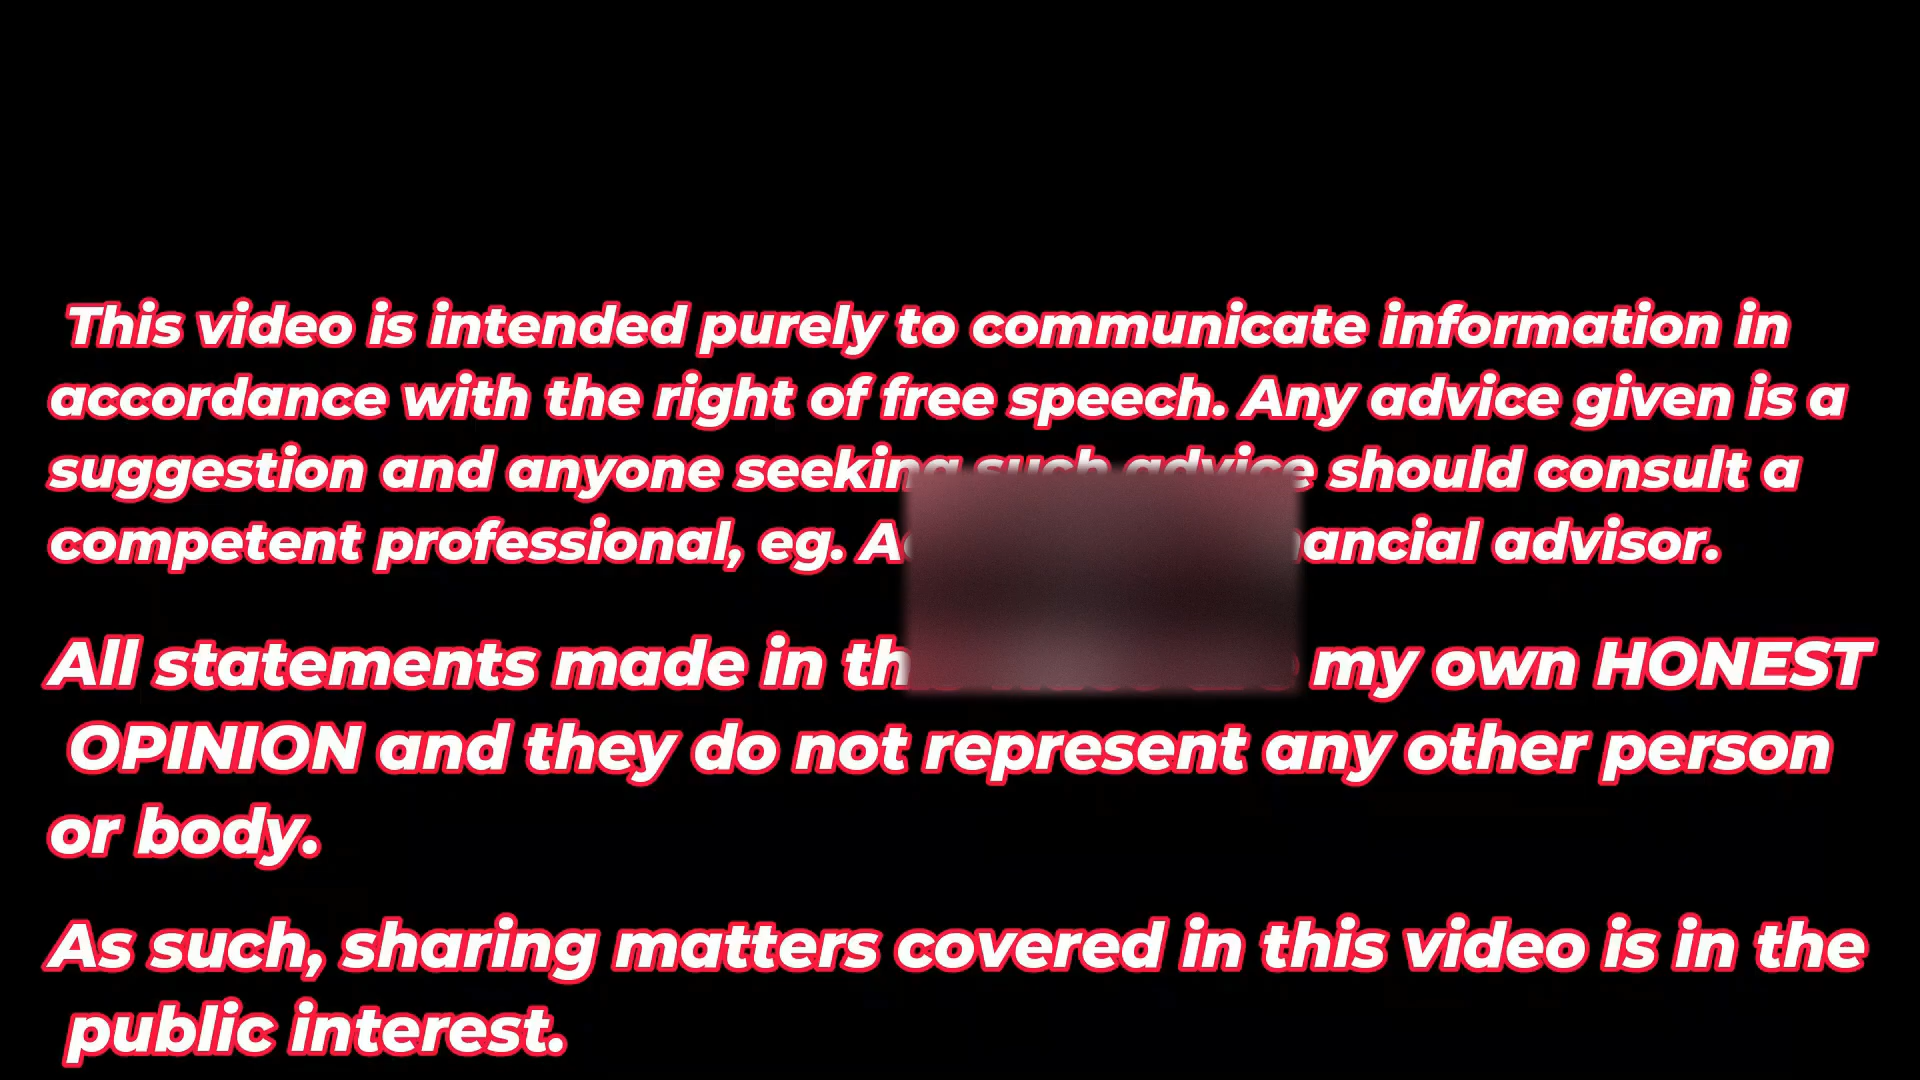 This video is intended purely to communicate information in
accordance with the right of free speech. Any advice given is a
suggestion and anyone seeking such advice should consult a
competent professional, eg. advisor.
All statements made in my own HONEST
OPINION and they do not represent any other person
or body.
As such, sharing matters covered in this video is in the
public interest.